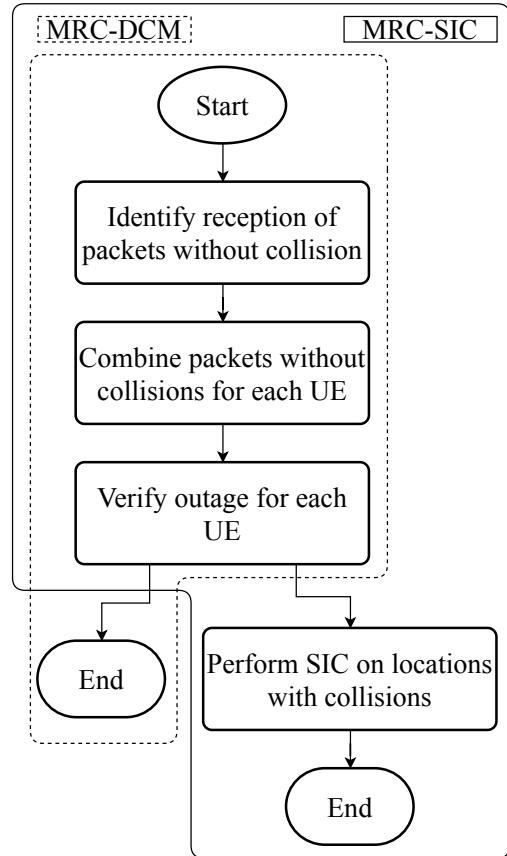 MRC-DCM
MRC-SIC
Start
Identify reception of
packets without collision
Combine packets without
collisions for each UE
Verify outage for each
UE
End
Perform SIC on locations
with collisions
End